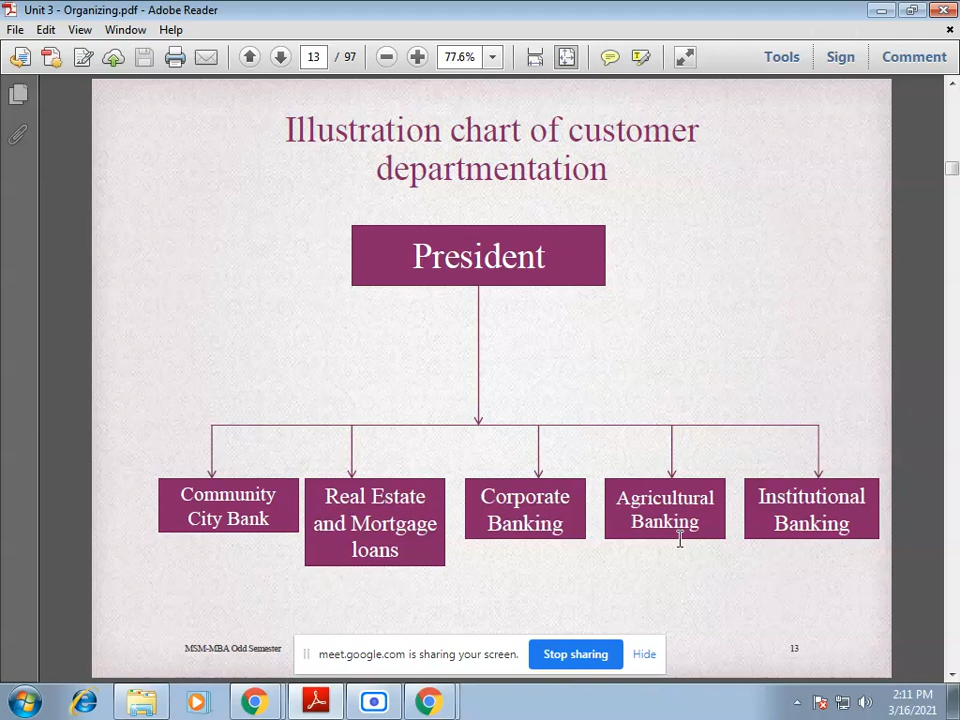 Unit 3 - Organizing.pdf - Adobe Reader
File Edit View Window Help
13 / 97 77.6% Tools Sign Comment
Illustration chart of customer
departmentation
President
Community
City Bank
Real Estate
and Mortgage
loans
Corporate
Banking
Agricultural
Banking
Institutional
Banking
MSM-MBA Odd Semester
13
meet.google.com is sharing your screen. Stop sharing Hide
2:11 PM
3/16/2021